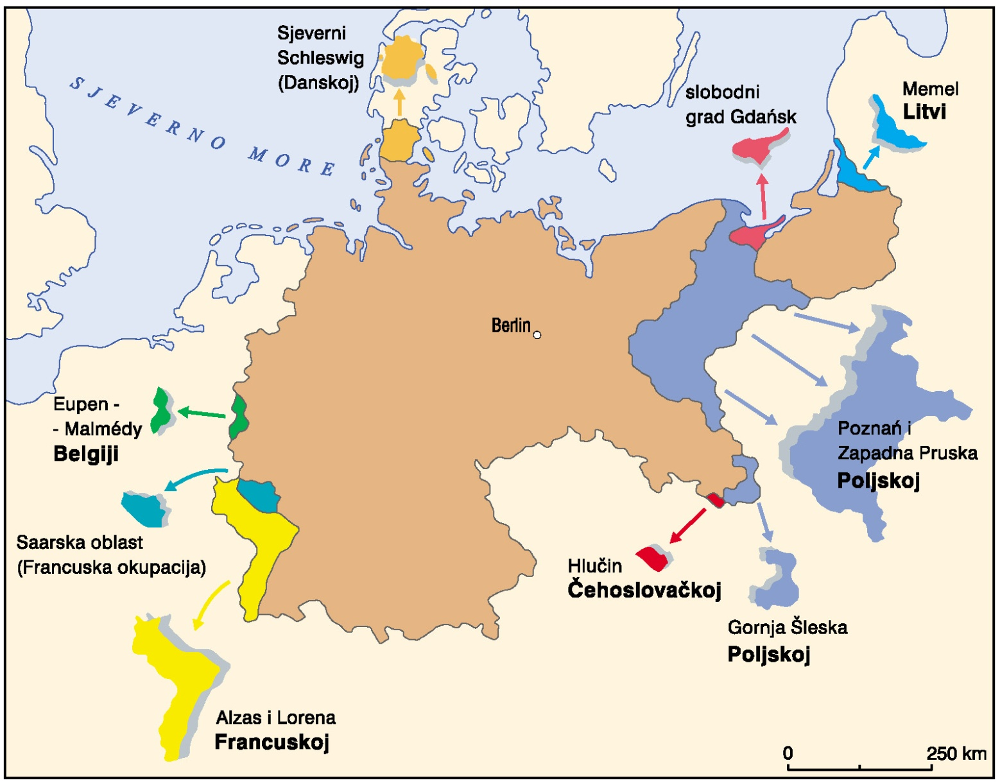 Sjeverni
Schleswig
(Danskoj)
SJEVERNO MORE
slobodni
grad Gdańsk
Memel
Litvi
Berlin
Eupen -
- Malmédy
Belgiji
Poznań i
Zapadna Pruska
Poljskoj
Saarska oblast
(Francuska okupacija)
Hlučin
Čehoslovačkoj
Gornja Šleska
Poljskoj
Alzas i Lorena
Francuskoj
0 250 km